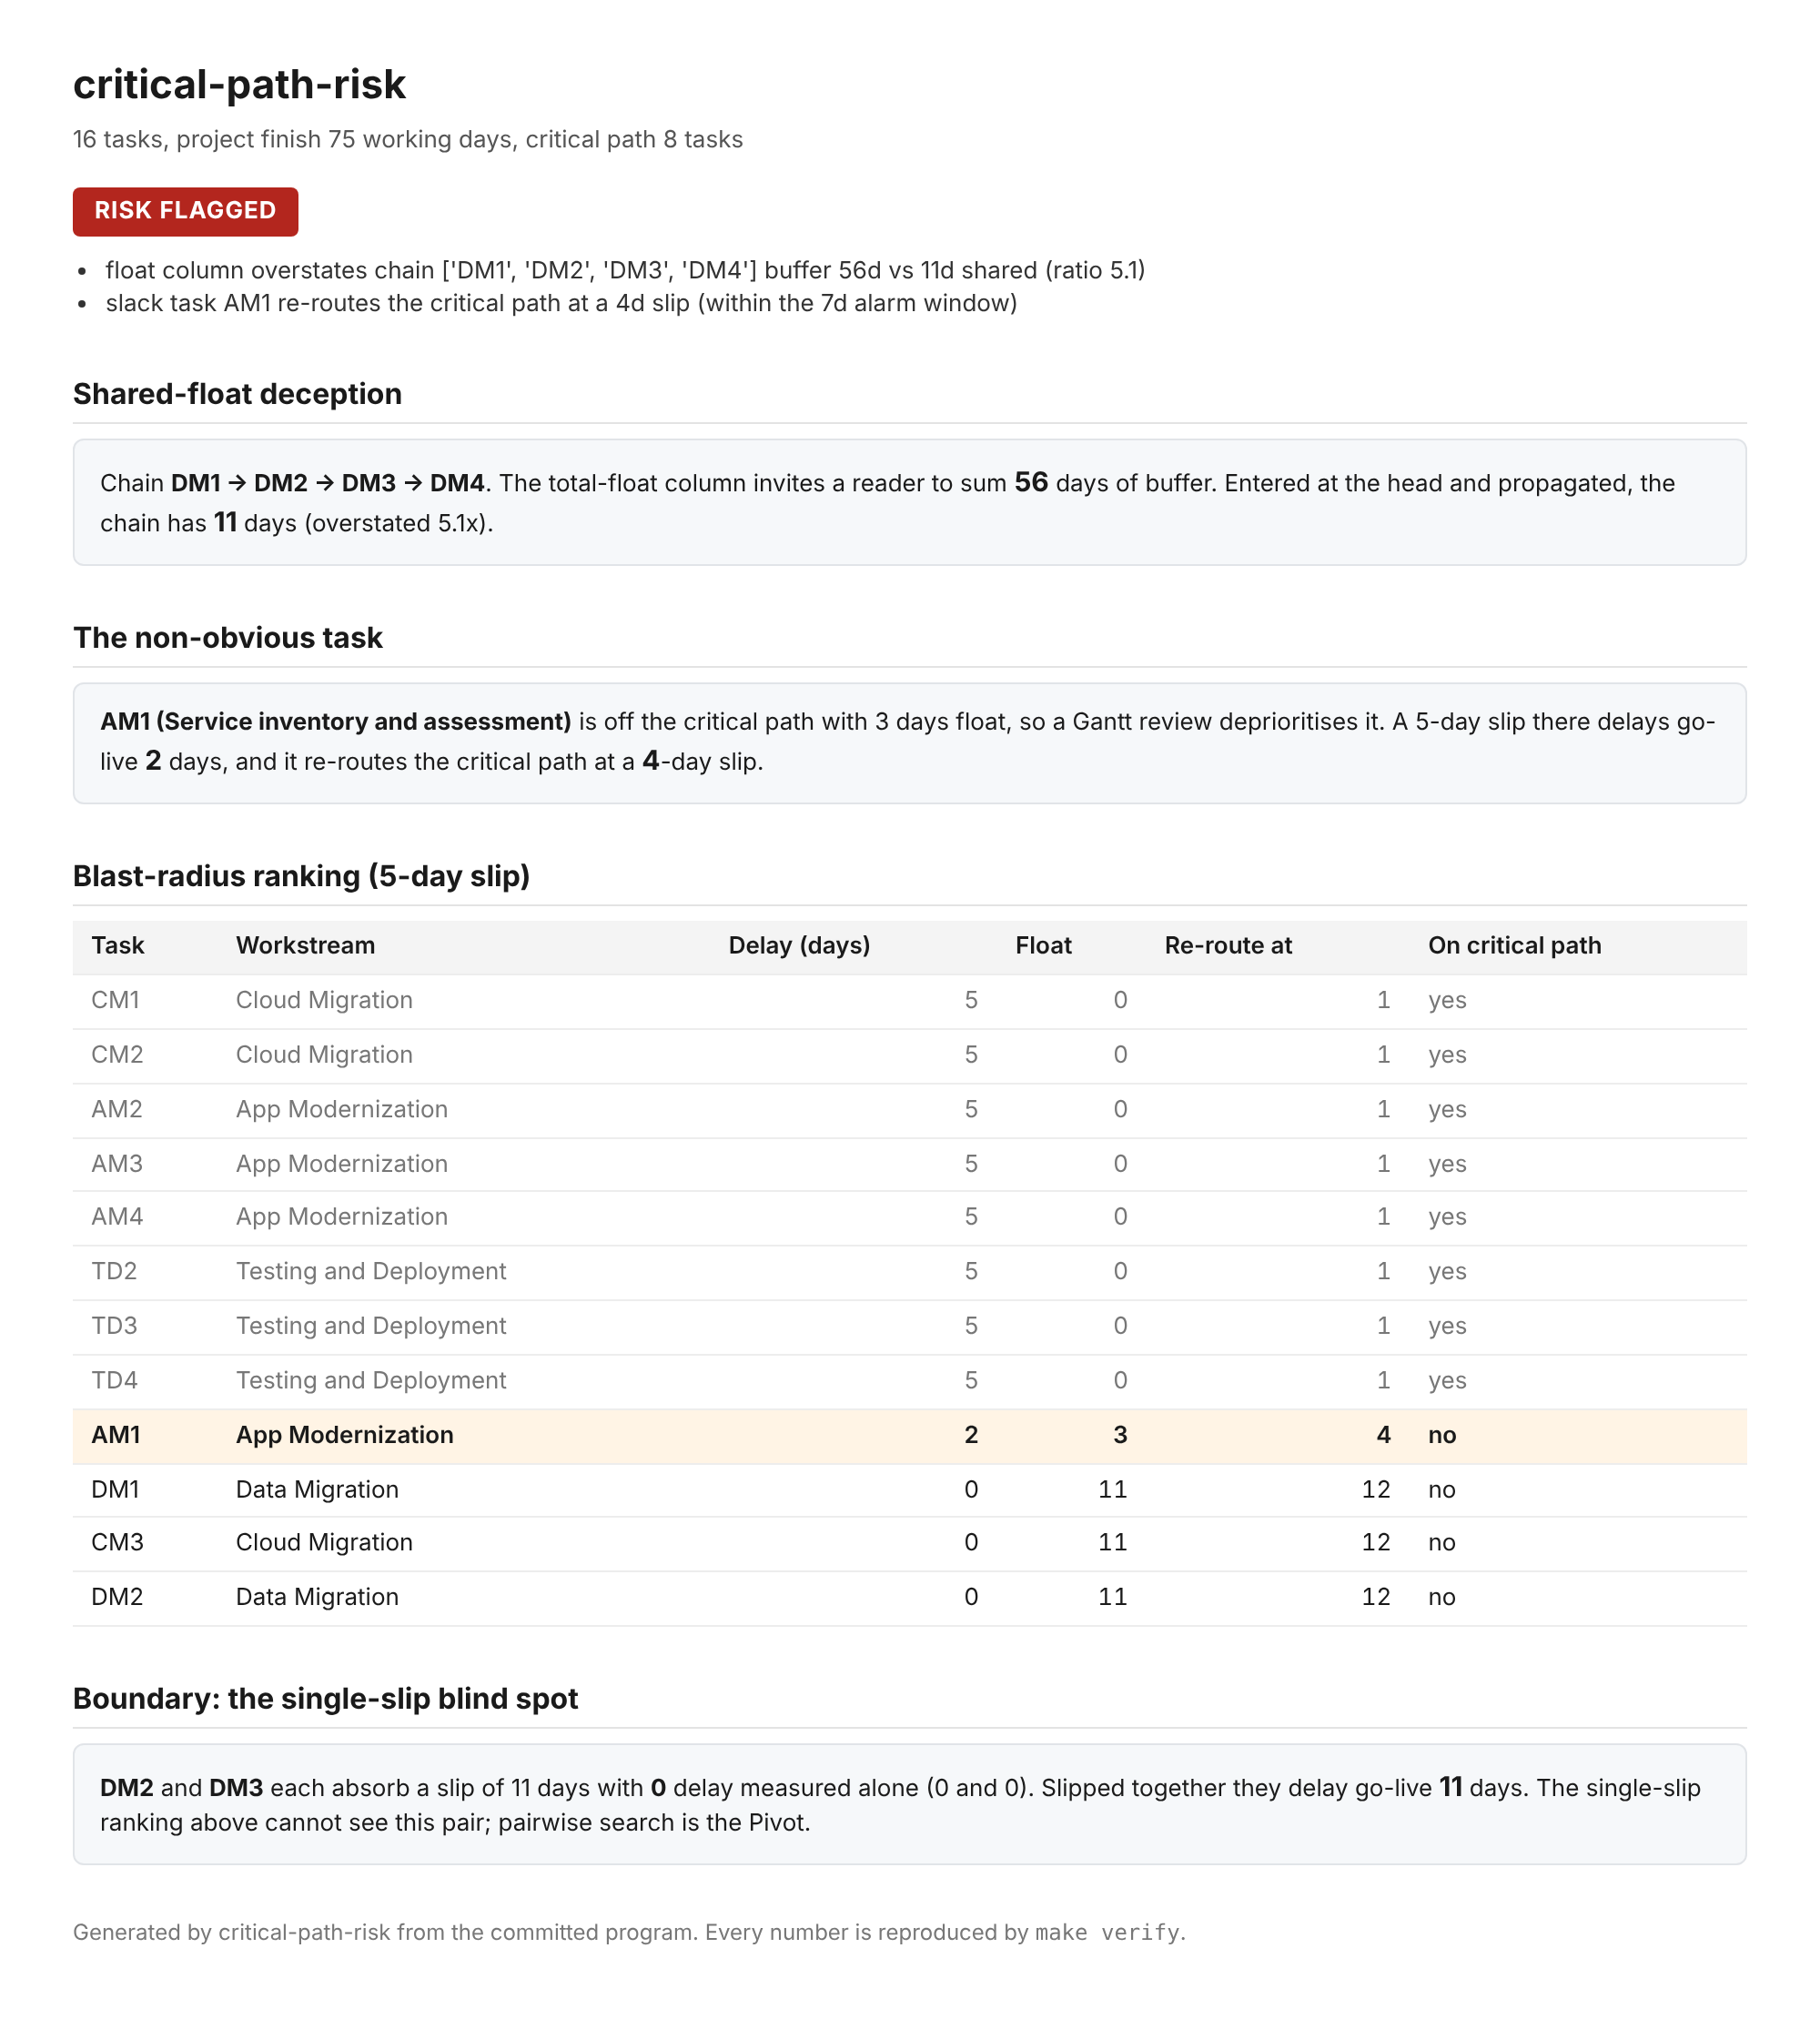 critical-path-risk
16 tasks, project finish 75 working days, critical path 8 tasks
RISK FLAGGED
• float column overstates chain ['DM1', 'DM2', 'DM3', 'DM4'] buffer 56d vs 11d shared (ratio 5.1)
• slack task AM1 re-routes the critical path at a 4d slip (within the 7d alarm window)
Shared-float deception
Chain DM1 → DM2 → DM3 → DM4. The total-float column invites a reader to sum 56 days of buffer. Entered at the head and propagated, the
chain has 11 days (overstated 5.1x).
The non-obvious task
AM1 (Service inventory and assessment) is off the critical path with 3 days float, so a Gantt review deprioritises it. A 5-day slip there delays go-
live 2 days, and it re-routes the critical path at a 4-day slip.
Blast-radius ranking (5-day slip)
Task Workstream Delay (days) Float Re-route at On critical path
CM1 Cloud Migration 5 0 1 yes
CM2 Cloud Migration 5 0 1 yes
AM2 App Modernization 5 0 1 yes
AM3 App Modernization 5 0 1 yes
AM4 App Modernization 5 0 1 yes
TD2 Testing and Deployment 5 0 1 yes
TD3 Testing and Deployment 5 0 1 yes
TD4 Testing and Deployment 5 0 1 yes
AM1 App Modernization 2 3 4 no
DM1 Data Migration 0 11 12 no
CM3 Cloud Migration 0 11 12 no
DM2 Data Migration 0 11 12 no
Boundary: the single-slip blind spot
DM2 and DM3 each absorb a slip of 11 days with 0 delay measured alone (0 and 0). Slipped together they delay go-live 11 days. The single-slip
ranking above cannot see this pair; pairwise search is the Pivot.
Generated by critical-path-risk from the committed program. Every number is reproduced by make verify.